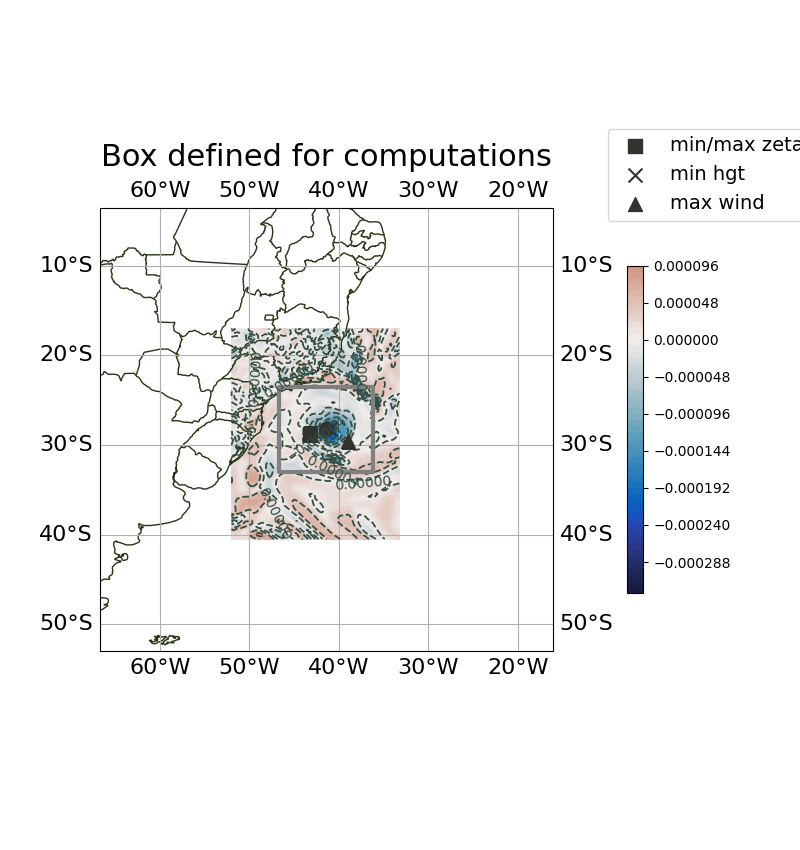 Box defined for computations
min/max zeta
min hgt
max wind
60°W 50°W 40°W 30°W 20°W
10°S 10°S
20°S 20°S
30°S 30°S
40°S 40°S
50°S 50°S
60°W 50°W 40°W 30°W 20°W
0.000096
0.000048
0.000000
−0.000048
−0.000096
−0.000144
−0.000192
−0.000240
−0.000288
0.00000